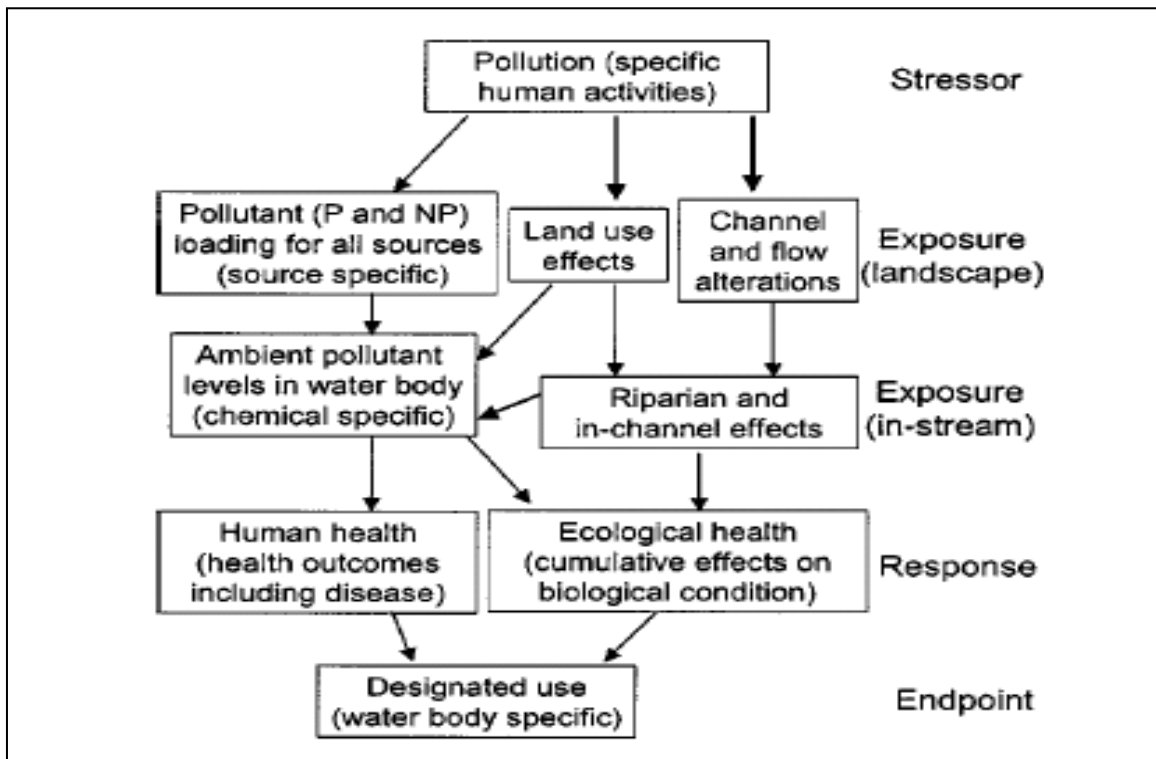 Pollution (specific
human activities)
Stressor
Pollutant (P and NP)
loading for all sources
(source specific)
Land use
effects
Channel
and flow
alterations
Exposure
(landscape)
Ambient pollutant
levels in water body
(chemical specific)
Riparian and
in-channel effects
Exposure
(in-stream)
Human health
(health outcomes
including disease)
Ecological health
(cumulative effects on
biological condition)
Response
Designated use
(water body specific)
Endpoint